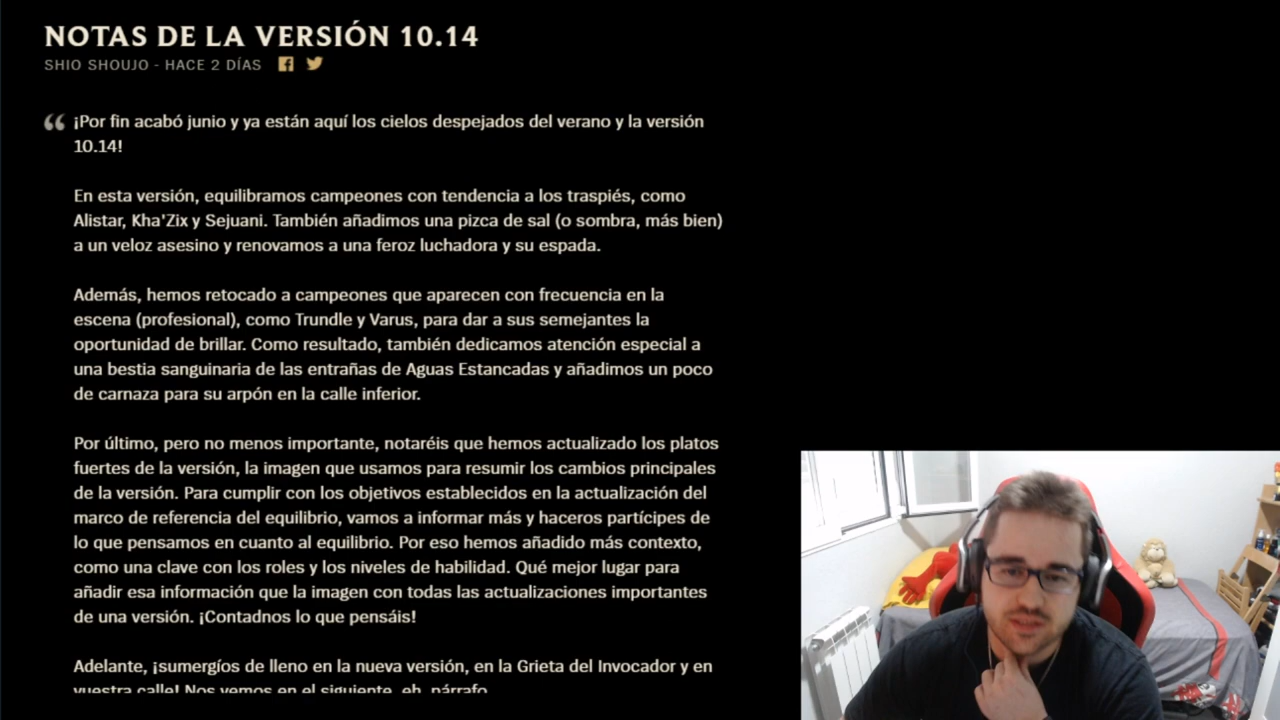 NOTAS DE LA VERSIÓN 10.14
SHIO SHOUJO - HACE 2 DÍAS
¡Por fin acabó junio y ya están aquí los cielos despejados del verano y la versión
10.14!
En esta versión, equilibramos campeones con tendencia a los traspiés, como
Alistar, Kha'Zix y Sejuani. También añadimos una pizca de sal (o sombra, más bien)
a un veloz asesino y renovamos a una feroz luchadora y su espada.
Además, hemos retocado a campeones que aparecen con frecuencia en la
escena (profesional), como Trundle y Varus, para dar a sus semejantes la
oportunidad de brillar. Como resultado, también dedicamos atención especial a
una bestia sanguinaria de las entrañas de Aguas Estancadas y añadimos un poco
de carnaza para su arpón en la calle inferior.
Por último, pero no menos importante, notaréis que hemos actualizado los platos
fuertes de la versión, la imagen que usamos para resumir los cambios principales
de la versión. Para cumplir con los objetivos establecidos en la actualización del
marco de referencia del equilibrio, vamos a informar más y haceros partícipes de
lo que pensamos en cuanto al equilibrio. Por eso hemos añadido más contexto,
como una clave con los roles y los niveles de habilidad. Qué mejor lugar para
añadir esa información que la imagen con todas las actualizaciones importantes
de una versión. ¡Contadnos lo que pensáis!
Adelante, ¡sumergíos de lleno en la nueva versión, en la Grieta del Invocador y en
vuestra calle! Nos vemos en el siguiente, eh, párrafo